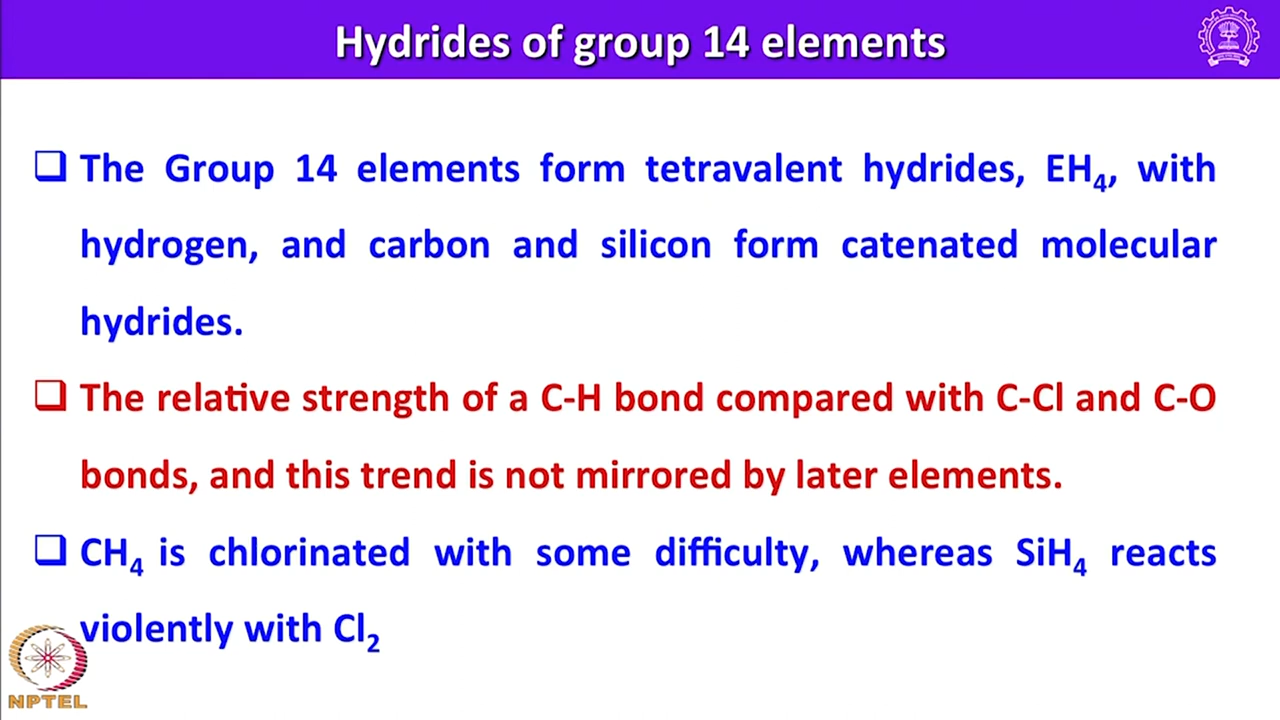 Hydrides of group 14 elements
❑ The Group 14 elements form tetravalent hydrides, EH₄, with
hydrogen, and carbon and silicon form catenated molecular
hydrides.
❑ The relative strength of a C-H bond compared with C-Cl and C-O
bonds, and this trend is not mirrored by later elements.
❑ CH₄ is chlorinated with some difficulty, whereas SiH₄ reacts
violently with Cl₂
NPTEL